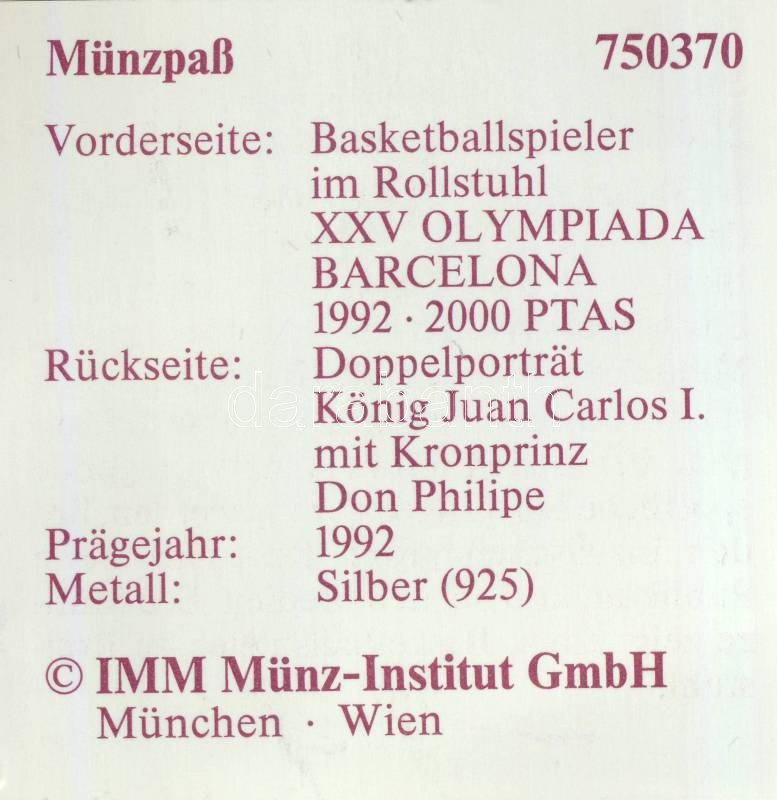 Münzpaß 750370
Vorderseite: Basketballspieler
im Rollstuhl
XXV OLYMPIADA
BARCELONA
1992 · 2000 PTAS
Rückseite: Doppelporträt
König Juan Carlos I.
mit Kronprinz
Don Philipe
Prägejahr: 1992
Metall: Silber (925)
© IMM Münz-Institut GmbH
München · Wien
darabanth